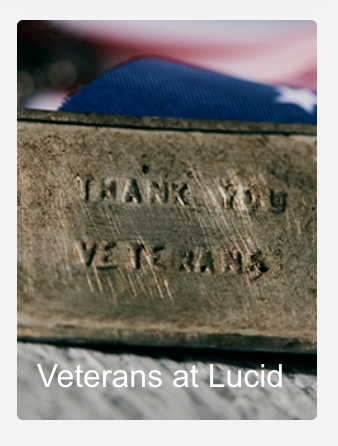 THANK YOU
VETERANS
Veterans at Lucid